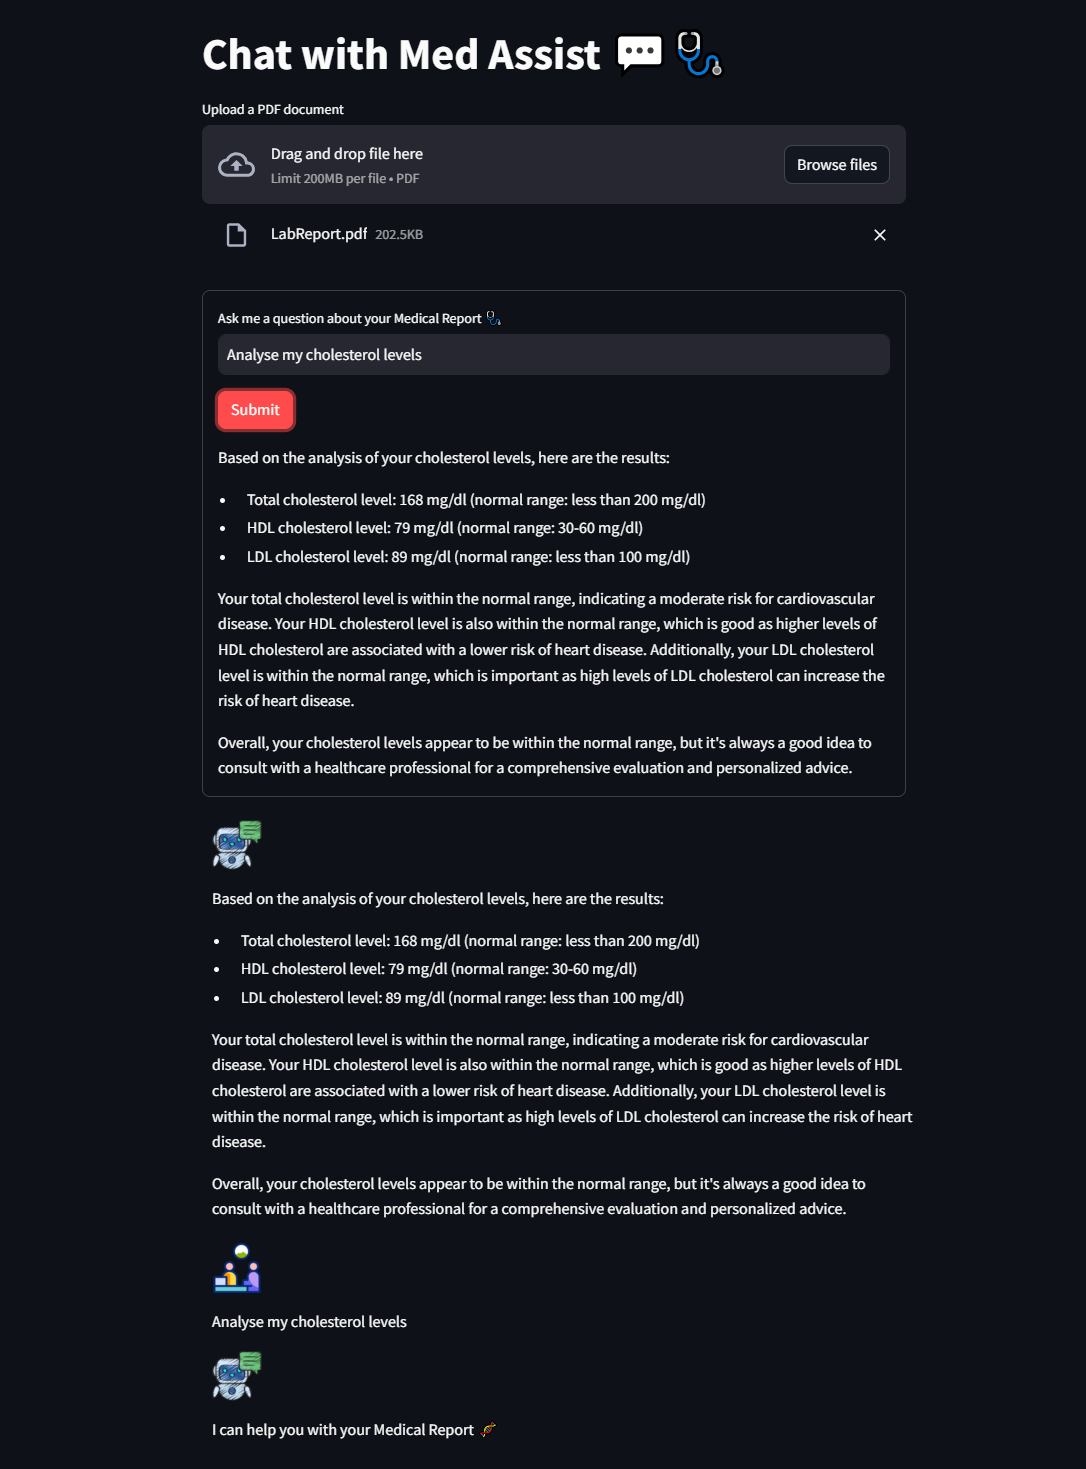 Chat with Med Assist 💬🩺
Upload a PDF document
Drag and drop file here
Limit 200MB per file • PDF
Browse files
LabReport.pdf 202.5KB
Ask me a question about your Medical Report 🩺
Analyse my cholesterol levels
Submit
Based on the analysis of your cholesterol levels, here are the results:
• Total cholesterol level: 168 mg/dl (normal range: less than 200 mg/dl)
• HDL cholesterol level: 79 mg/dl (normal range: 30-60 mg/dl)
• LDL cholesterol level: 89 mg/dl (normal range: less than 100 mg/dl)
Your total cholesterol level is within the normal range, indicating a moderate risk for cardiovascular
disease. Your HDL cholesterol level is also within the normal range, which is good as higher levels of
HDL cholesterol are associated with a lower risk of heart disease. Additionally, your LDL cholesterol
level is within the normal range, which is important as high levels of LDL cholesterol can increase the
risk of heart disease.
Overall, your cholesterol levels appear to be within the normal range, but it's always a good idea to
consult with a healthcare professional for a comprehensive evaluation and personalized advice.
Based on the analysis of your cholesterol levels, here are the results:
• Total cholesterol level: 168 mg/dl (normal range: less than 200 mg/dl)
• HDL cholesterol level: 79 mg/dl (normal range: 30-60 mg/dl)
• LDL cholesterol level: 89 mg/dl (normal range: less than 100 mg/dl)
Your total cholesterol level is within the normal range, indicating a moderate risk for cardiovascular
disease. Your HDL cholesterol level is also within the normal range, which is good as higher levels of HDL
cholesterol are associated with a lower risk of heart disease. Additionally, your LDL cholesterol level is
within the normal range, which is important as high levels of LDL cholesterol can increase the risk of heart
disease.
Overall, your cholesterol levels appear to be within the normal range, but it's always a good idea to
consult with a healthcare professional for a comprehensive evaluation and personalized advice.
Analyse my cholesterol levels
I can help you with your Medical Report 🧬